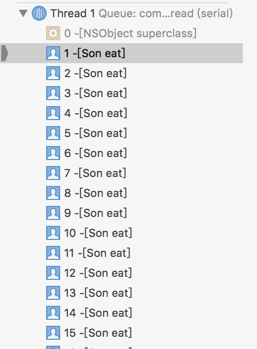 Thread 1 Queue: com...read (serial)
0 -[NSObject superclass]
1 -[Son eat]
2 -[Son eat]
3 -[Son eat]
4 -[Son eat]
5 -[Son eat]
6 -[Son eat]
7 -[Son eat]
8 -[Son eat]
9 -[Son eat]
10 -[Son eat]
11 -[Son eat]
12 -[Son eat]
13 -[Son eat]
14 -[Son eat]
15 -[Son eat]